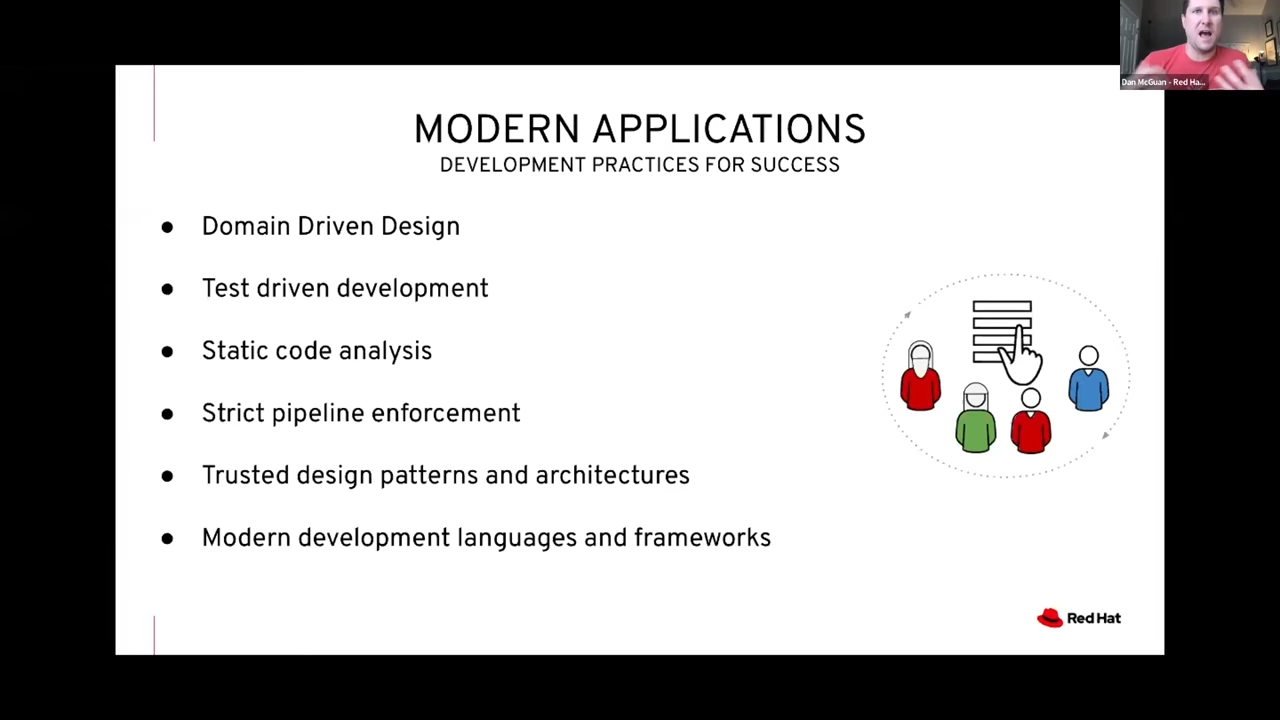 MODERN APPLICATIONS
DEVELOPMENT PRACTICES FOR SUCCESS
● Domain Driven Design
● Test driven development
● Static code analysis
● Strict pipeline enforcement
● Trusted design patterns and architectures
● Modern development languages and frameworks
Red Hat
Dan McGuan - Red Ha...